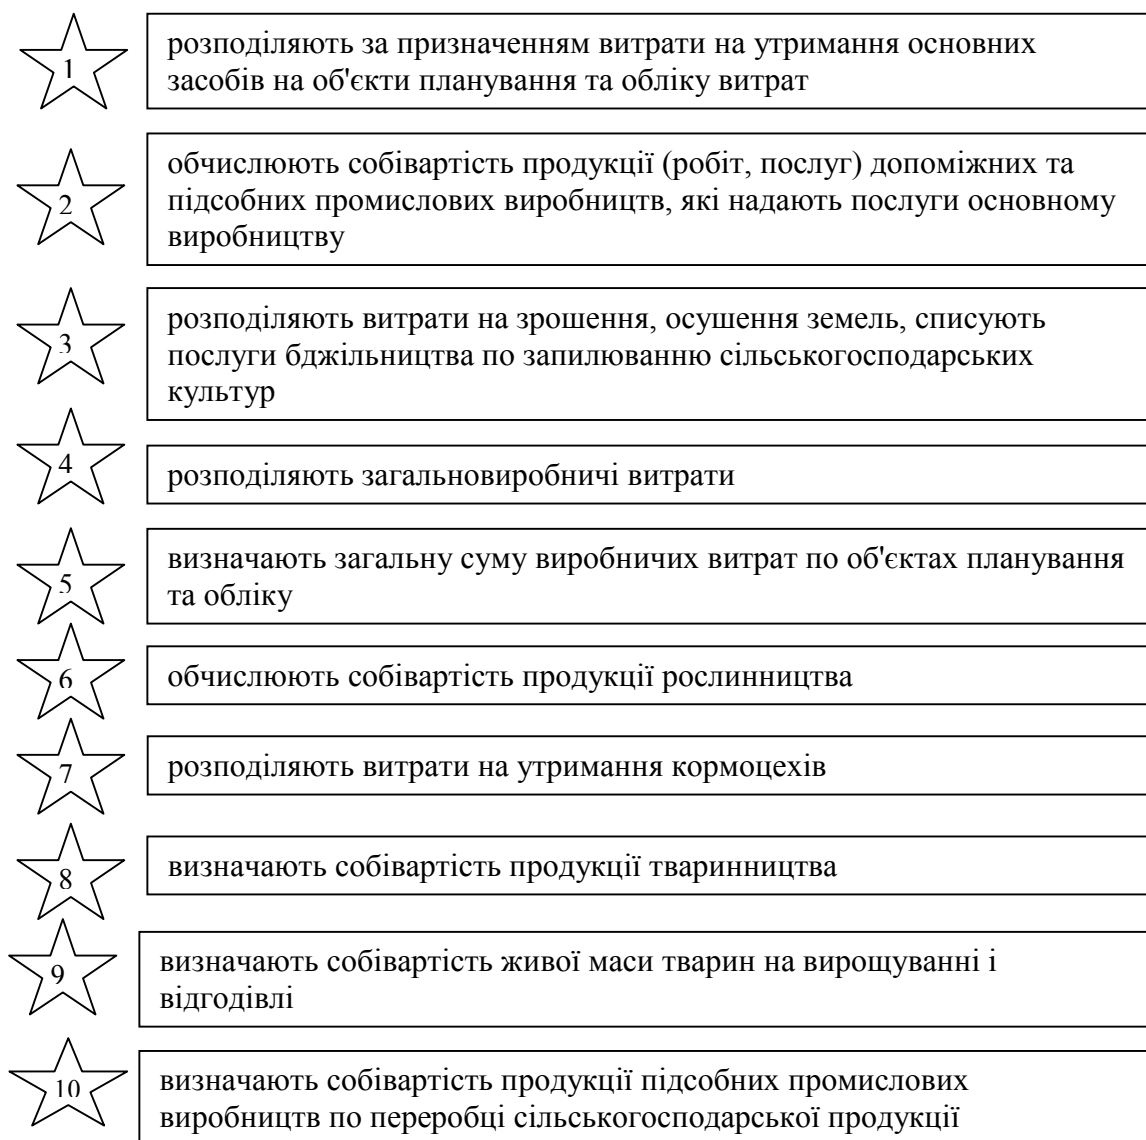 1
розподіляють за призначенням витрати на утримання основних
засобів на об'єкти планування та обліку витрат
2
обчислюють собівартість продукції (робіт, послуг) допоміжних та
підсобних промислових виробництв, які надають послуги основному
виробництву
3
розподіляють витрати на зрошення, осушення земель, списують
послуги бджільництва по запилюванню сільськогосподарських
культур
4
розподіляють загальновиробничі витрати
5
визначають загальну суму виробничих витрат по об'єктах планування
та обліку
6
обчислюють собівартість продукції рослинництва
7
розподіляють витрати на утримання кормоцехів
8
визначають собівартість продукції тваринництва
9
визначають собівартість живої маси тварин на вирощуванні і
відгодівлі
10
визначають собівартість продукції підсобних промислових
виробництв по переробці сільськогосподарської продукції